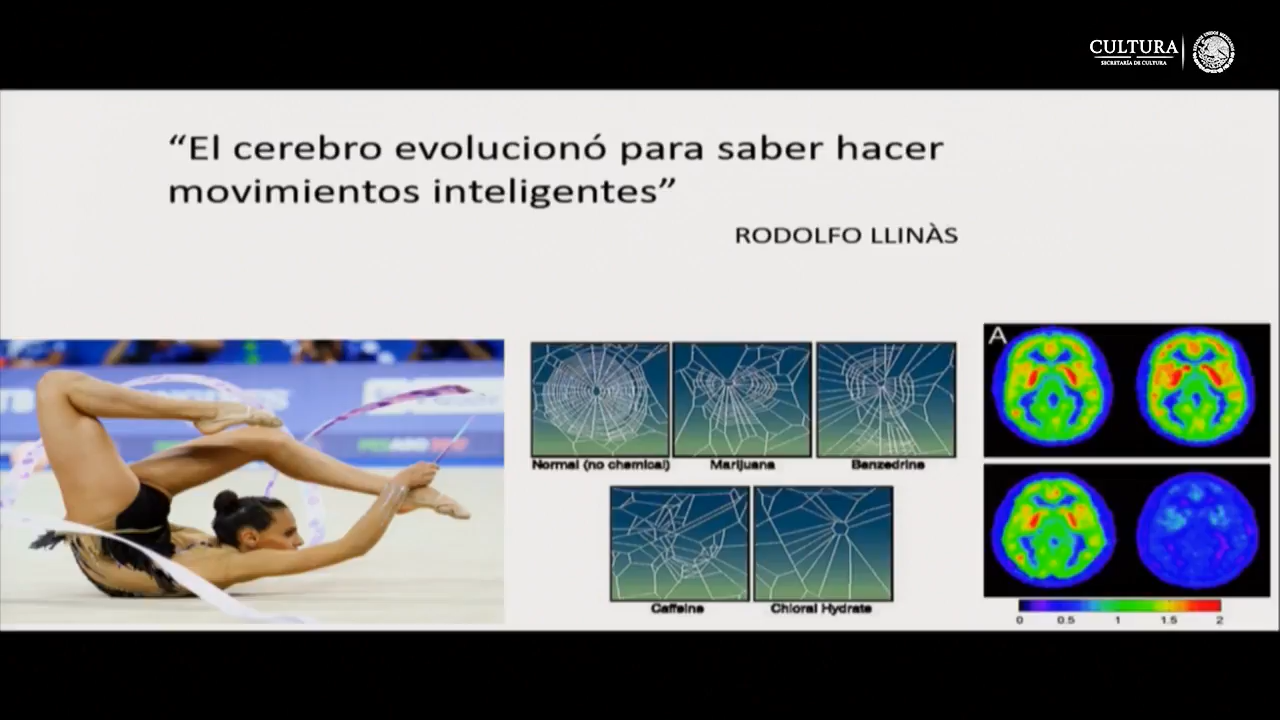 CULTURA
SECRETARÍA DE CULTURA
“El cerebro evolucionó para saber hacer
movimientos inteligentes”
RODOLFO LLINÀS
A
Normal (no chemical)
Marijuana
Benzedrine
Caffeine
Chloral Hydrate
0 0.5 1 1.5 2